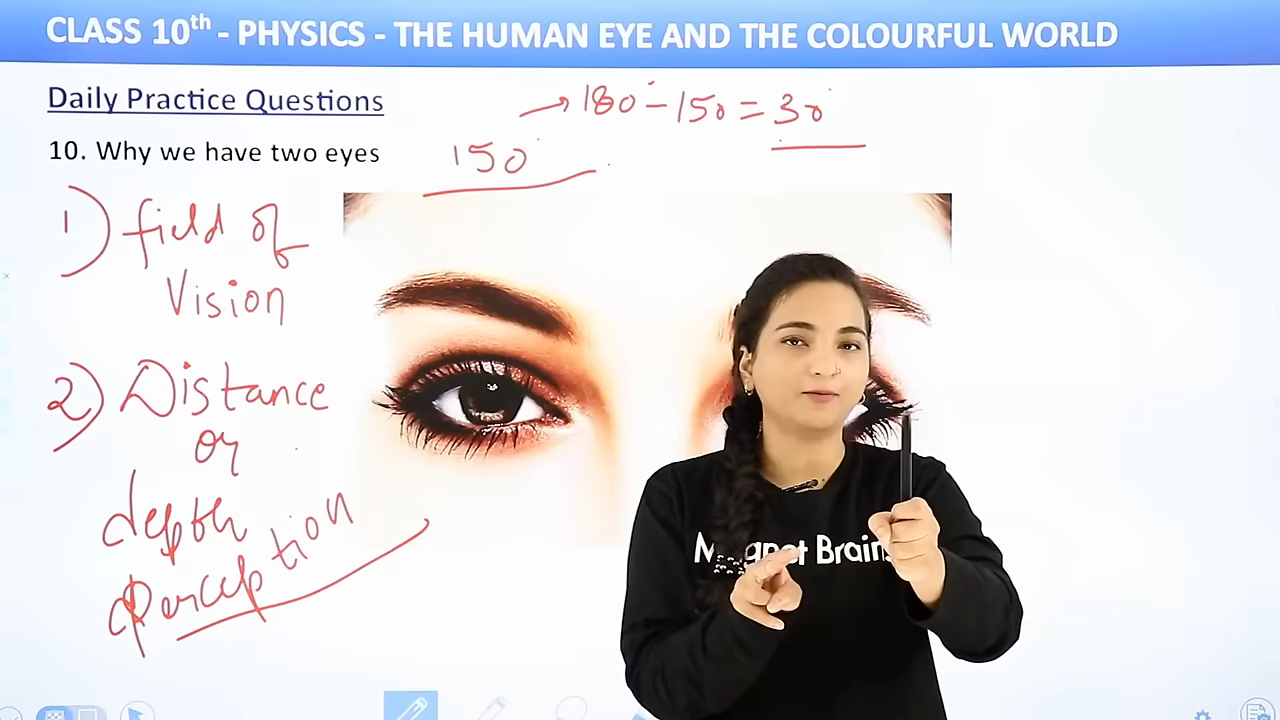 CLASS 10th - PHYSICS - THE HUMAN EYE AND THE COLOURFUL WORLD
Daily Practice Questions
→ 180° - 150 = 30°
10. Why we have two eyes
150°
1) field of
Vision
2) Distance
or
depth
perception
Magnet Brains